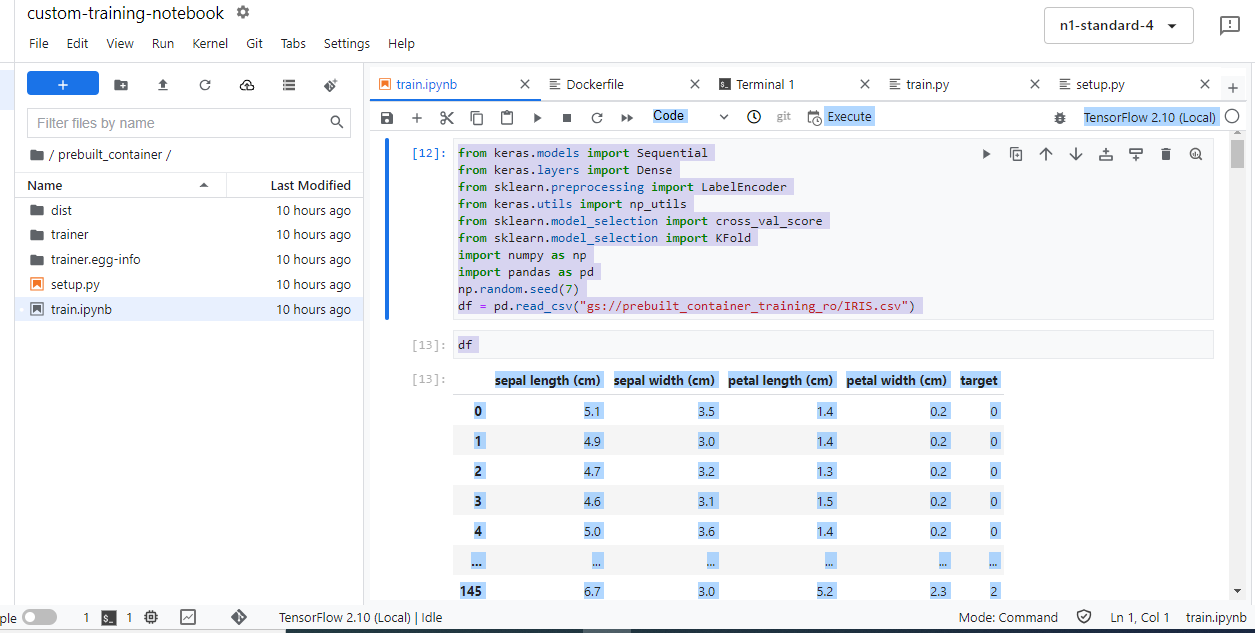 custom-training-notebook
n1-standard-4
File Edit View Run Kernel Git Tabs Settings Help
train.ipynb
Dockerfile
Terminal 1
train.py
setup.py
Filter files by name
/ prebuilt_container /
Name Last Modified
dist 10 hours ago
trainer 10 hours ago
trainer.egg-info 10 hours ago
setup.py 10 hours ago
train.ipynb 10 hours ago
Code git Execute TensorFlow 2.10 (Local)
[12]: from keras.models import Sequential
from keras.layers import Dense
from sklearn.preprocessing import LabelEncoder
from keras.utils import np_utils
from sklearn.model_selection import cross_val_score
from sklearn.model_selection import KFold
import numpy as np
import pandas as pd
np.random.seed(7)
df = pd.read_csv("gs://prebuilt_container_training_ro/IRIS.csv")
[13]: df
[13]: sepal length (cm) sepal width (cm) petal length (cm) petal width (cm) target
0 5.1 3.5 1.4 0.2 0
1 4.9 3.0 1.4 0.2 0
2 4.7 3.2 1.3 0.2 0
3 4.6 3.1 1.5 0.2 0
4 5.0 3.6 1.4 0.2 0
... ... ... ... ... ...
145 6.7 3.0 5.2 2.3 2
ple 1 1 TensorFlow 2.10 (Local) | Idle Mode: Command Ln 1, Col 1 train.ipynb